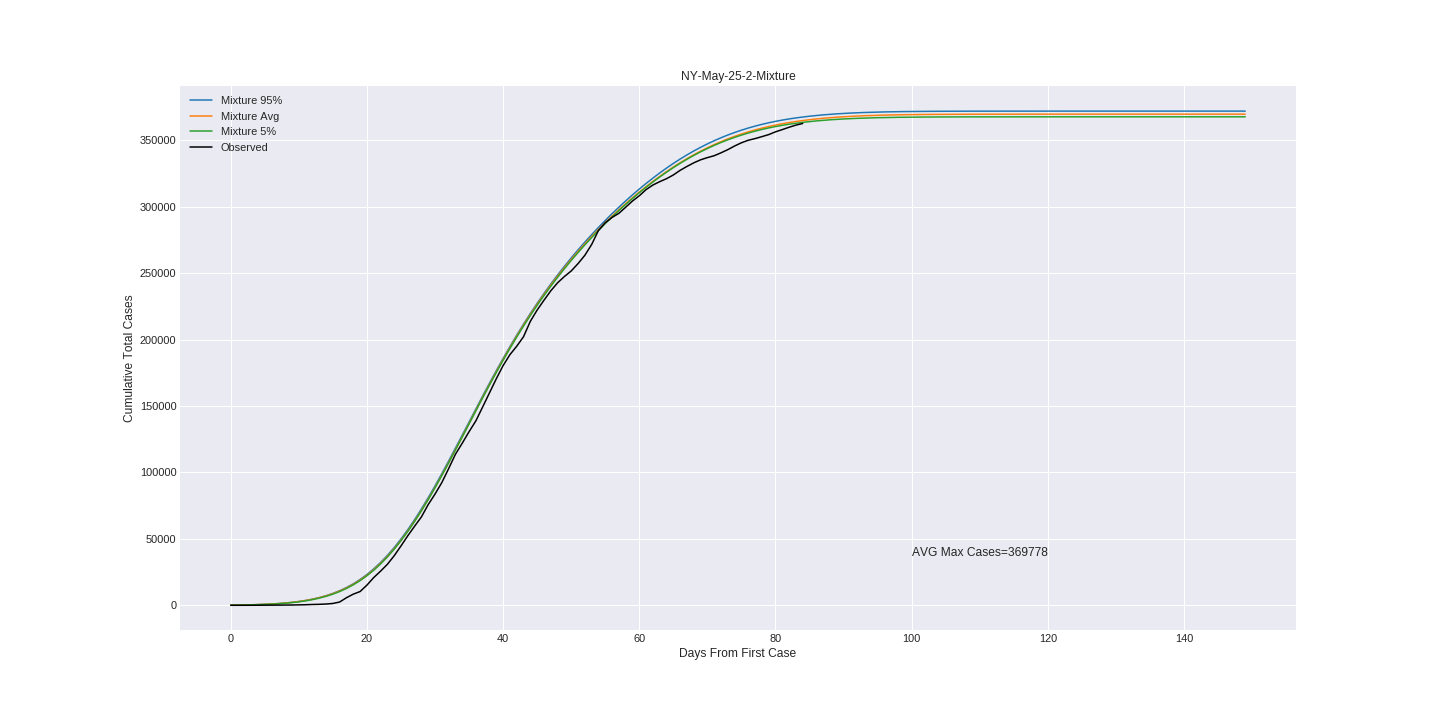 NY-May-25-2-Mixture
Mixture 95%
Mixture Avg
Mixture 5%
Observed
350000
300000
250000
200000
150000
100000
50000
0
Cumulative Total Cases
AVG Max Cases=369778
0 20 40 60 80 100 120 140
Days From First Case